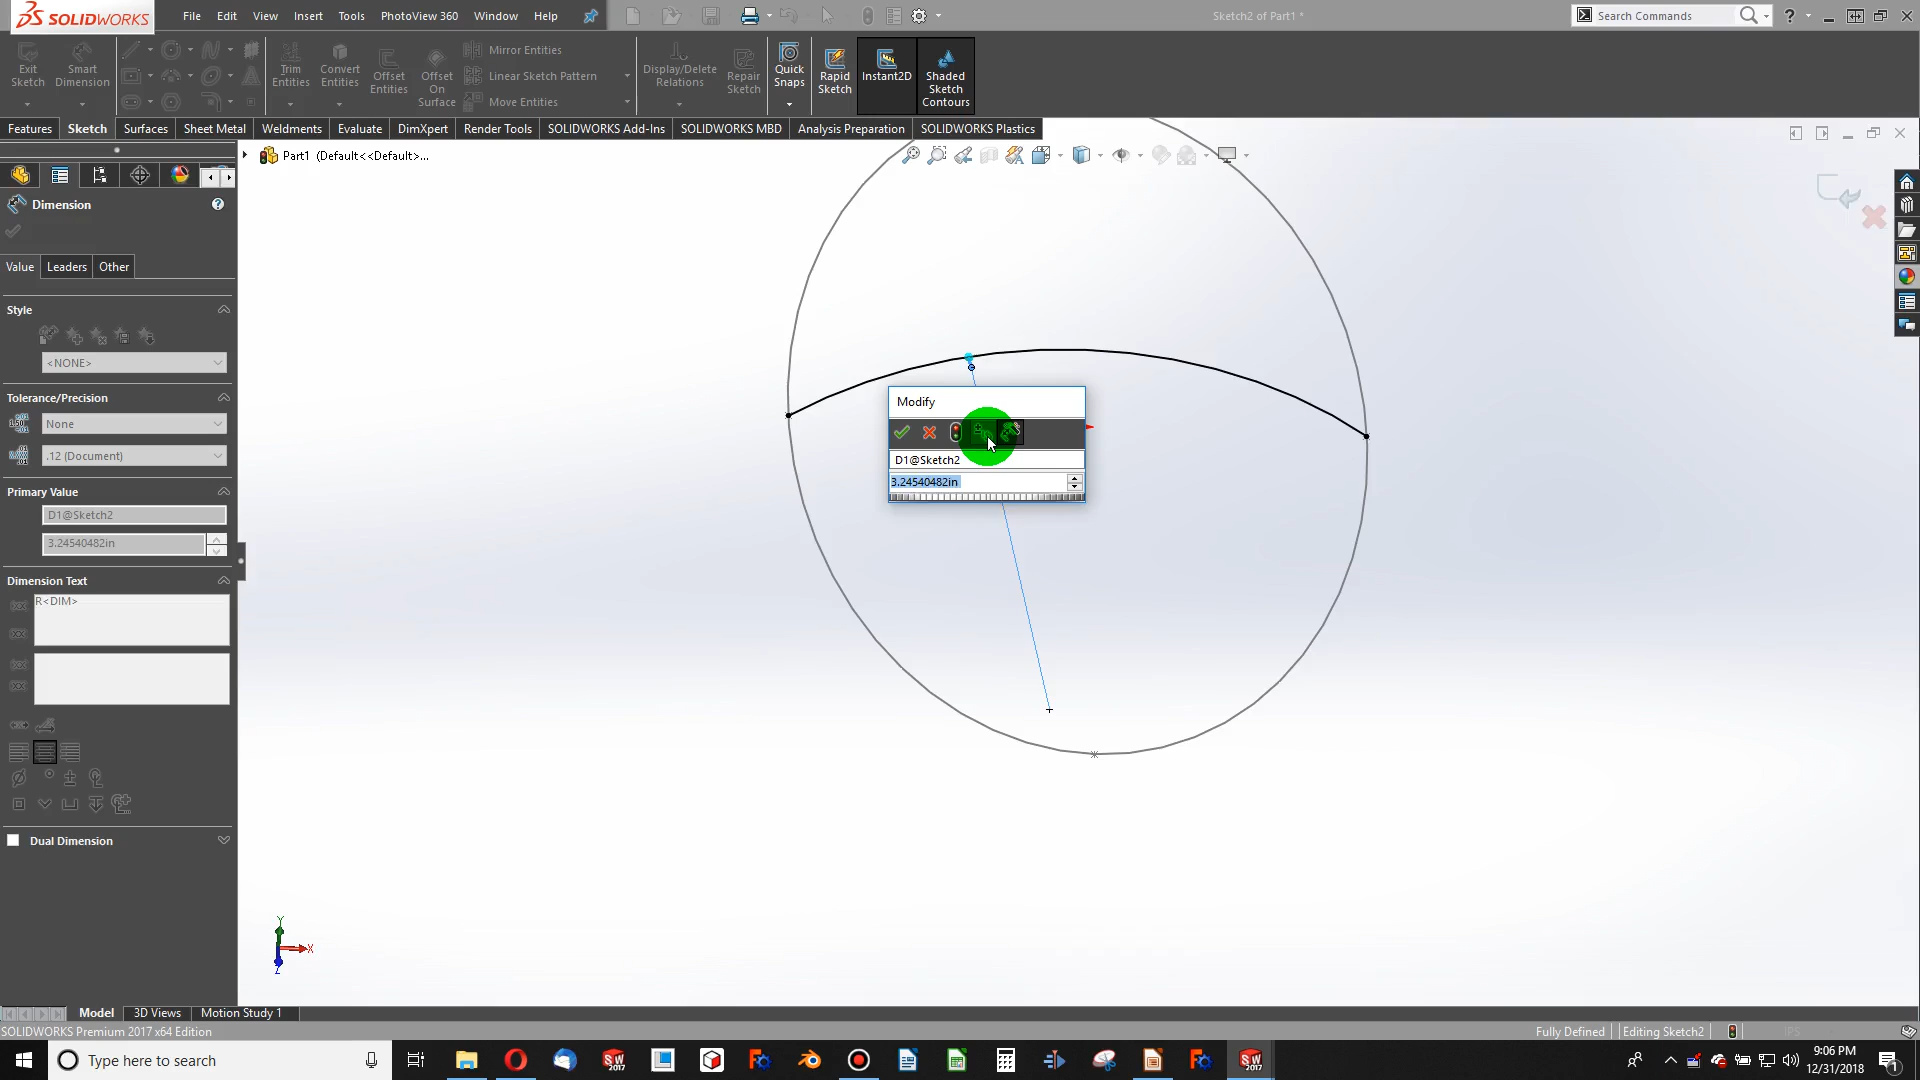 SOLIDWORKS
File Edit View Insert Tools PhotoView 360 Window Help
Sketch2 of Part1 *
Search Commands
Exit Sketch
Smart Dimension
Trim Entities
Convert Entities
Offset Entities
Offset On Surface
Mirror Entities
Linear Sketch Pattern
Move Entities
Display/Delete Relations
Repair Sketch
Quick Snaps
Rapid Sketch
Instant2D
Shaded Sketch Contours
Features Sketch Surfaces Sheet Metal Weldments Evaluate DimXpert Render Tools SOLIDWORKS Add-Ins SOLIDWORKS MBD Analysis Preparation SOLIDWORKS Plastics
Part1 (Default<<Default>...
Dimension
Value Leaders Other
Style
<NONE>
Tolerance/Precision
None
.12 (Document)
Primary Value
D1@Sketch2
3.24540482in
Dimension Text
R<DIM>
Dual Dimension
Modify
D1@Sketch2
3.24540482in
Y
X
Z
Model 3D Views Motion Study 1
SOLIDWORKS Premium 2017 x64 Edition
Fully Defined Editing Sketch2 IPS
Type here to search
9:06 PM
12/31/2018